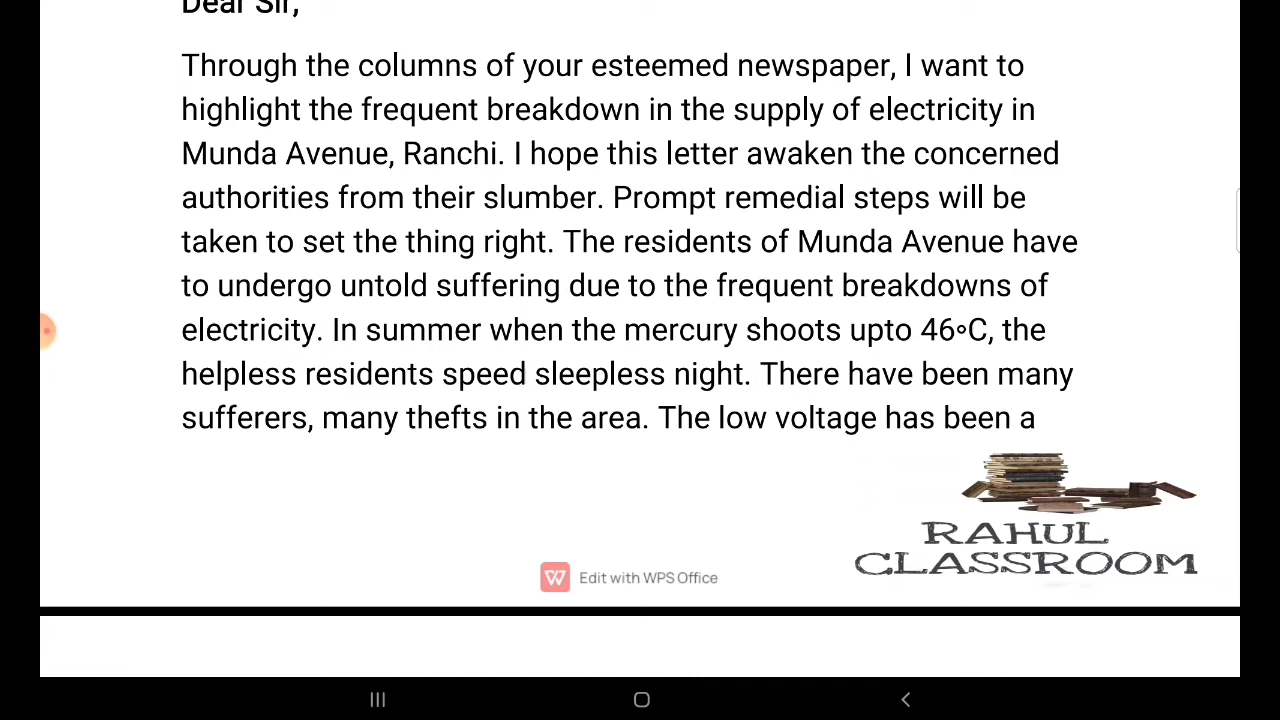 Dear Sir,
Through the columns of your esteemed newspaper, I want to
highlight the frequent breakdown in the supply of electricity in
Munda Avenue, Ranchi. I hope this letter awaken the concerned
authorities from their slumber. Prompt remedial steps will be
taken to set the thing right. The residents of Munda Avenue have
to undergo untold suffering due to the frequent breakdowns of
electricity. In summer when the mercury shoots upto 46∘C, the
helpless residents speed sleepless night. There have been many
sufferers, many thefts in the area. The low voltage has been a
RAHUL
CLASSROOM
Edit with WPS Office